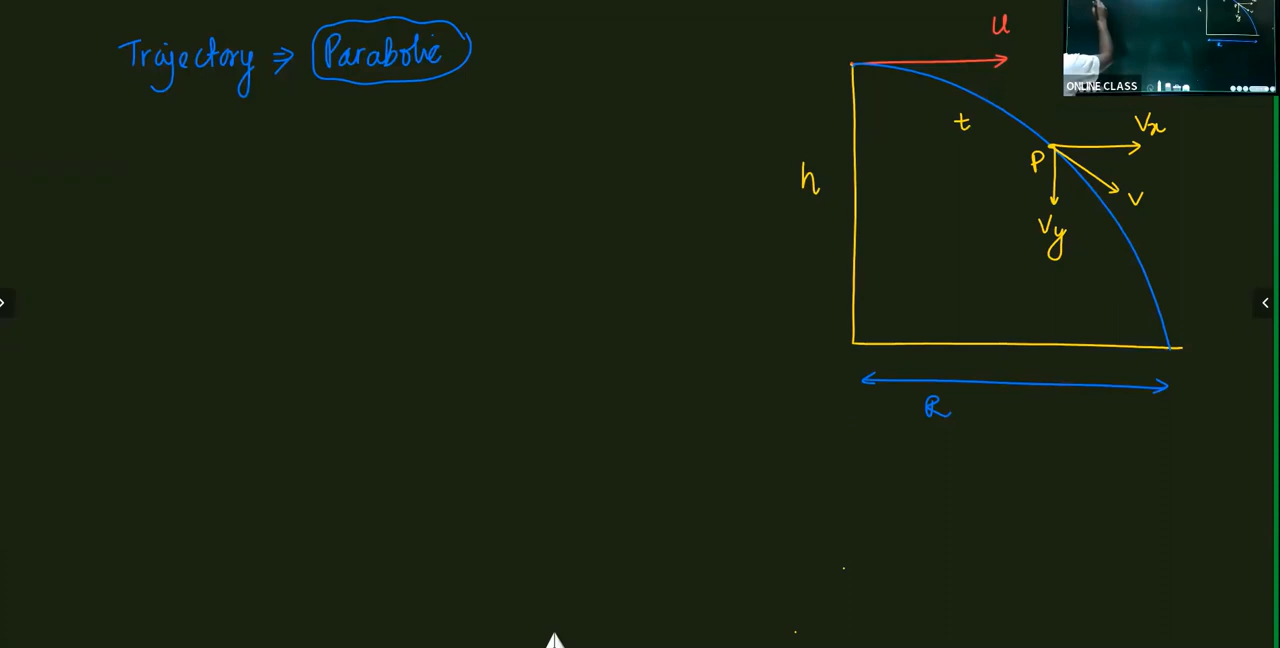 Trajectory ⇒ Parabolic
u
ONLINE CLASS
t
Vx
P
h
V
Vy
R